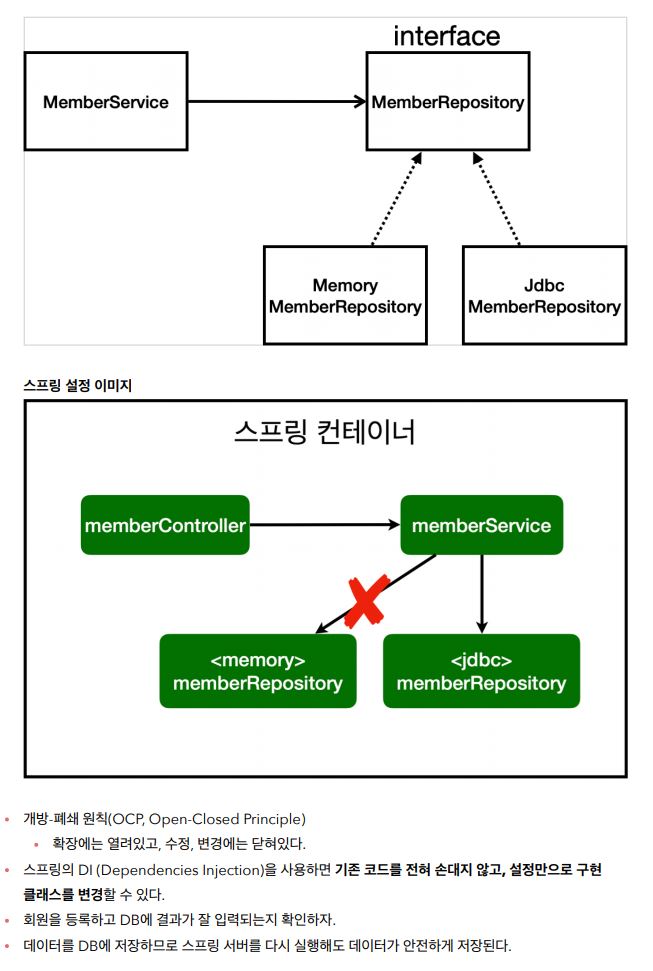 interface
MemberService
MemberRepository
Memory
MemberRepository
Jdbc
MemberRepository
스프링 설정 이미지
스프링 컨테이너
memberController
memberService
<memory>
memberRepository
<jdbc>
memberRepository
• 개방-폐쇄 원칙(OCP, Open-Closed Principle)
• 확장에는 열려있고, 수정, 변경에는 닫혀있다.
• 스프링의 DI (Dependencies Injection)을 사용하면 기존 코드를 전혀 손대지 않고, 설정만으로 구현
클래스를 변경할 수 있다.
• 회원을 등록하고 DB에 결과가 잘 입력되는지 확인하자.
• 데이터를 DB에 저장하므로 스프링 서버를 다시 실행해도 데이터가 안전하게 저장된다.